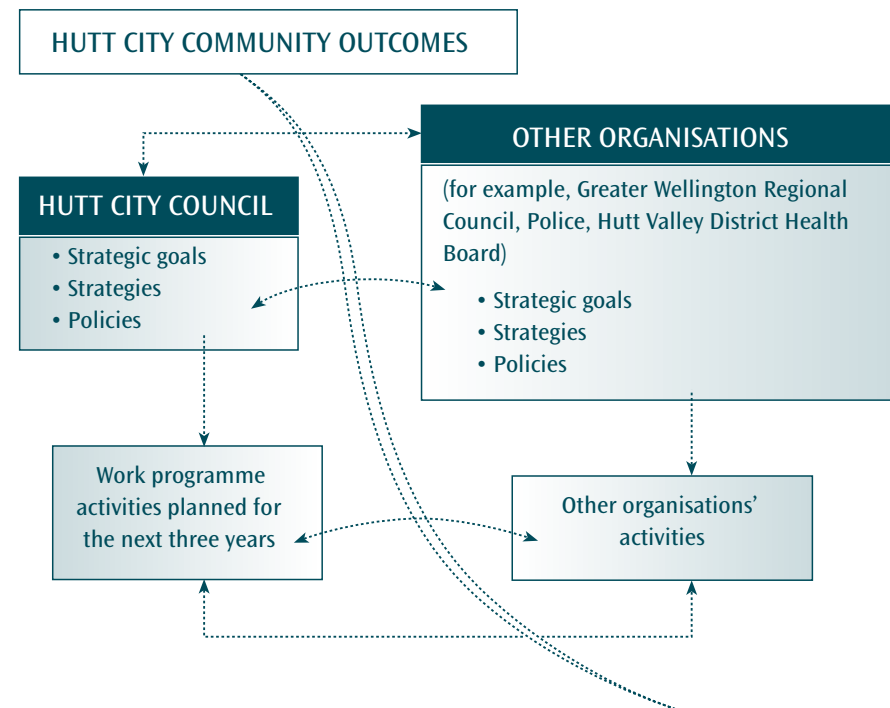 HUTT CITY COMMUNITY OUTCOMES
OTHER ORGANISATIONS
(for example, Greater Wellington Regional
Council, Police, Hutt Valley District Health
Board)
• Strategic goals
• Strategies
• Policies
HUTT CITY COUNCIL
• Strategic goals
• Strategies
• Policies
Work programme
activities planned for
the next three years
Other organisations’
activities